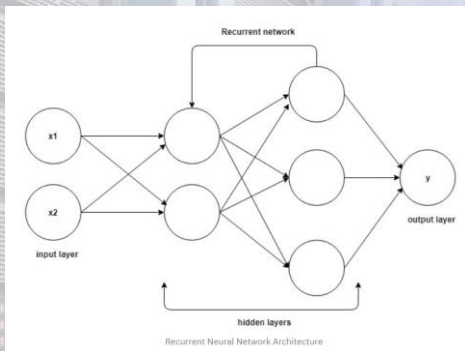 Recurrent network
x1
x2
y
output layer
input layer
hidden layers
Recurrent Neural Network Architecture